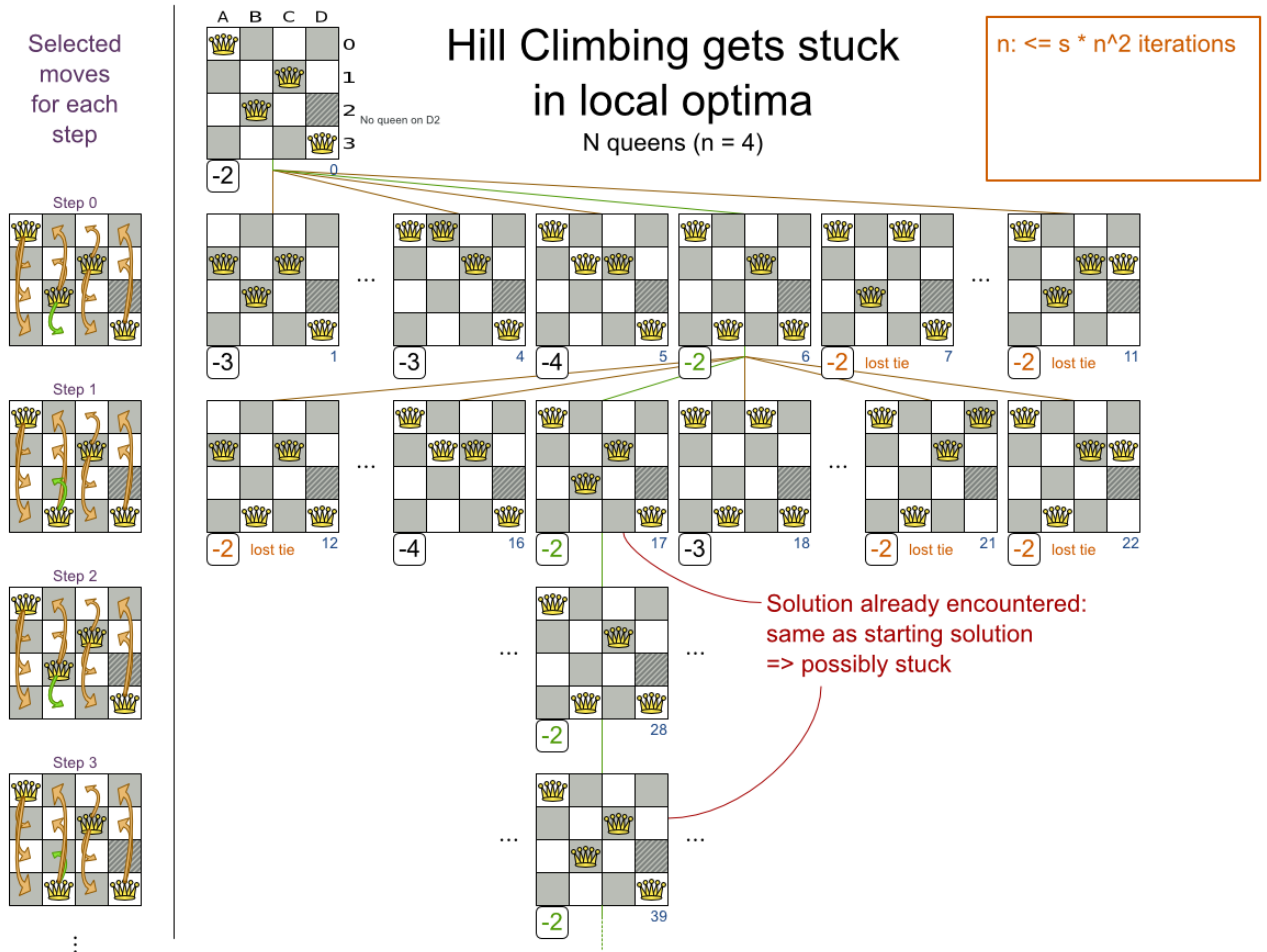 Selected
moves
for each
step
A B C D
0
1
2
3
No queen on D2
-2
0
Hill Climbing gets stuck
in local optima
N queens (n = 4)
n: <= s * n^2 iterations
Step 0
...
...
-3
1
-3
4
-4
5
-2
6
-2 lost tie
7
-2 lost tie
11
Step 1
...
...
-2 lost tie
12
-4
16
-2
17
-3
18
-2 lost tie
21
-2 lost tie
22
Step 2
...
...
-2
28
Solution already encountered:
same as starting solution
=> possibly stuck
Step 3
...
...
-2
39
...